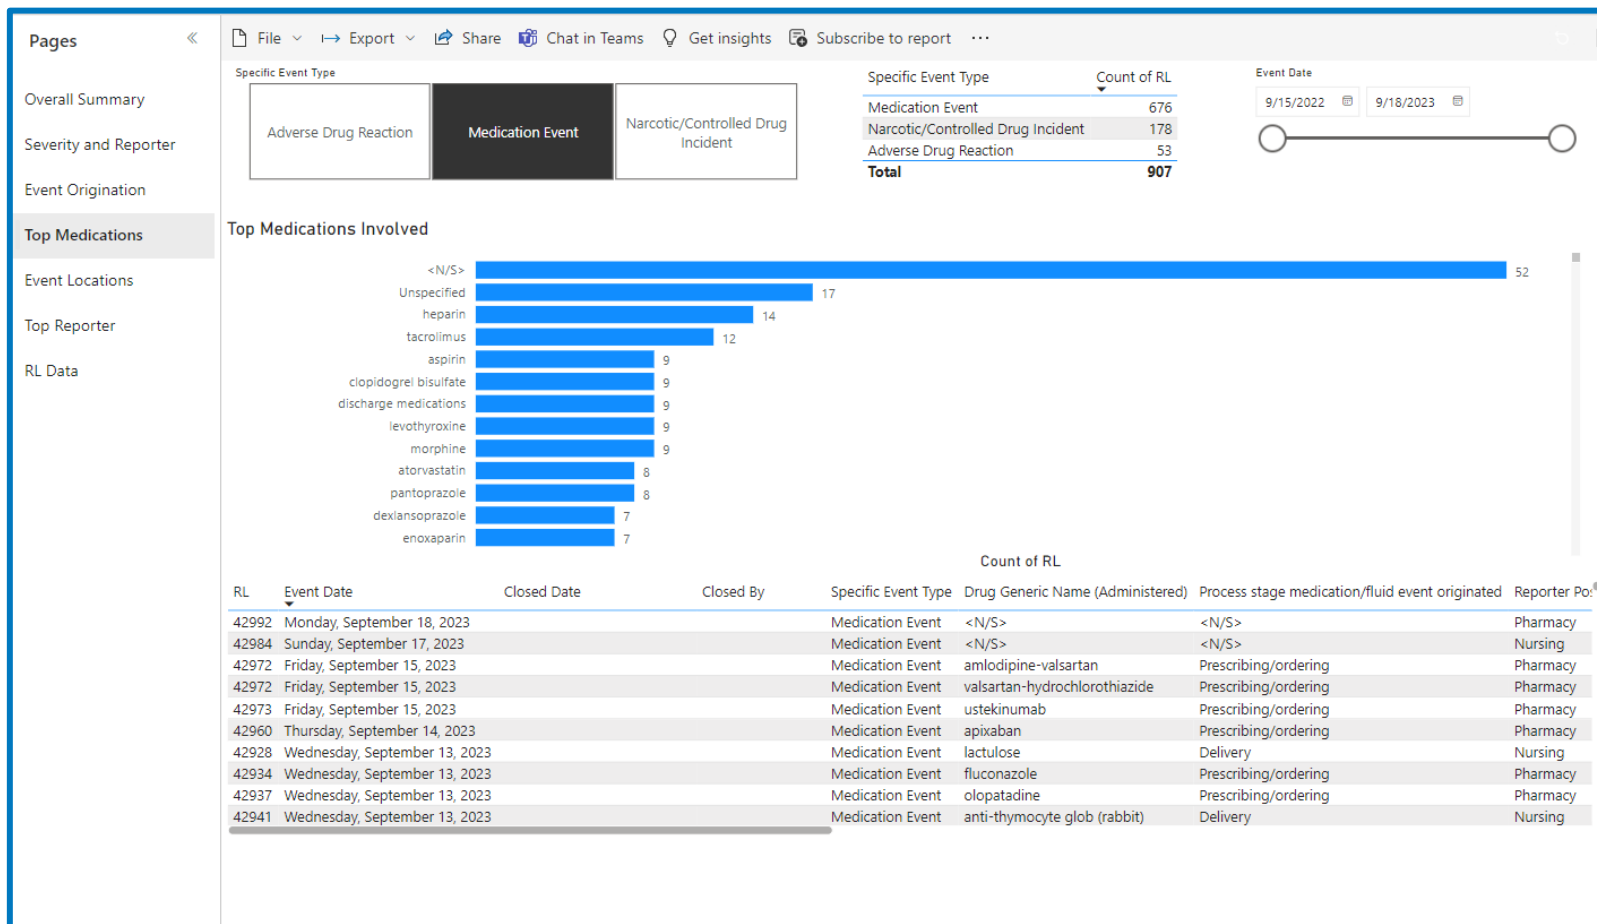 Pages
File
Export
Share
Chat in Teams
Get insights
Subscribe to report
...
Overall Summary
Severity and Reporter
Event Origination
Top Medications
Event Locations
Top Reporter
RL Data
Specific Event Type
Adverse Drug Reaction
Medication Event
Narcotic/Controlled Drug
Incident
Specific Event Type Count of RL
Medication Event 676
Narcotic/Controlled Drug Incident 178
Adverse Drug Reaction 53
Total 907
Event Date
9/15/2022 9/18/2023
Top Medications Involved
<N/S> 52
Unspecified 17
heparin 14
tacrolimus 12
aspirin 9
clopidogrel bisulfate 9
discharge medications 9
levothyroxine 9
morphine 9
atorvastatin 8
pantoprazole 8
dexlansoprazole 7
enoxaparin 7
Count of RL
RL Event Date Closed Date Closed By Specific Event Type Drug Generic Name (Administered) Process stage medication/fluid event originated Reporter Po
42992 Monday, September 18, 2023 Medication Event <N/S> <N/S> Pharmacy
42984 Sunday, September 17, 2023 Medication Event <N/S> <N/S> Nursing
42972 Friday, September 15, 2023 Medication Event amlodipine-valsartan Prescribing/ordering Pharmacy
42972 Friday, September 15, 2023 Medication Event valsartan-hydrochlorothiazide Prescribing/ordering Pharmacy
42973 Friday, September 15, 2023 Medication Event ustekinumab Prescribing/ordering Pharmacy
42960 Thursday, September 14, 2023 Medication Event apixaban Prescribing/ordering Pharmacy
42928 Wednesday, September 13, 2023 Medication Event lactulose Delivery Nursing
42934 Wednesday, September 13, 2023 Medication Event fluconazole Prescribing/ordering Pharmacy
42937 Wednesday, September 13, 2023 Medication Event olopatadine Prescribing/ordering Pharmacy
42941 Wednesday, September 13, 2023 Medication Event anti-thymocyte glob (rabbit) Delivery Nursing